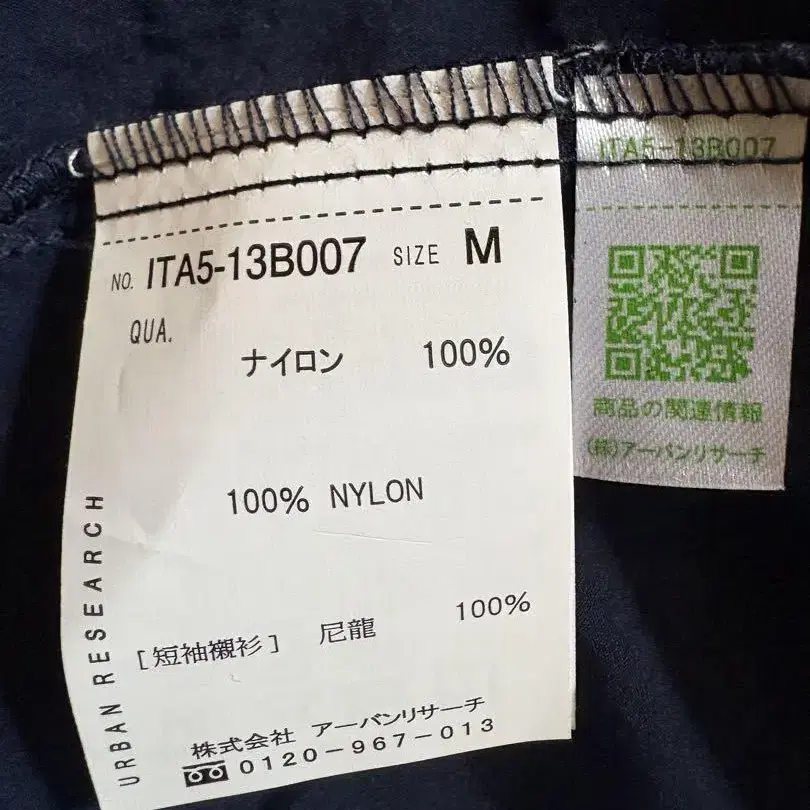 NO. ITA5-13B007 SIZE M
QUA.
ナイロン 100%
100% NYLON
[短袖襯衫] 尼龍 100%
株式会社 アーバンリサーチ
0120-967-013
URBAN RESEARCH
ITA5-13B007
商品の関連情報
(株)アーバンリサーチ